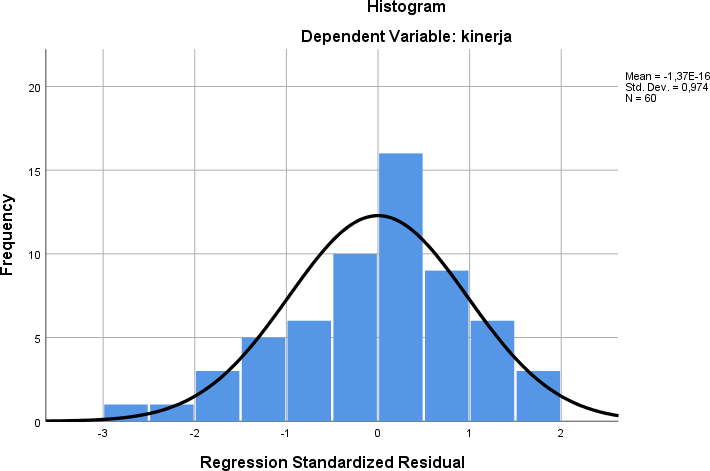 Histogram
Dependent Variable: kinerja
Mean = -1,37E-16
Std. Dev. = 0,974
N = 60
Frequency
20
15
10
5
0
-3 -2 -1 0 1 2
Regression Standardized Residual